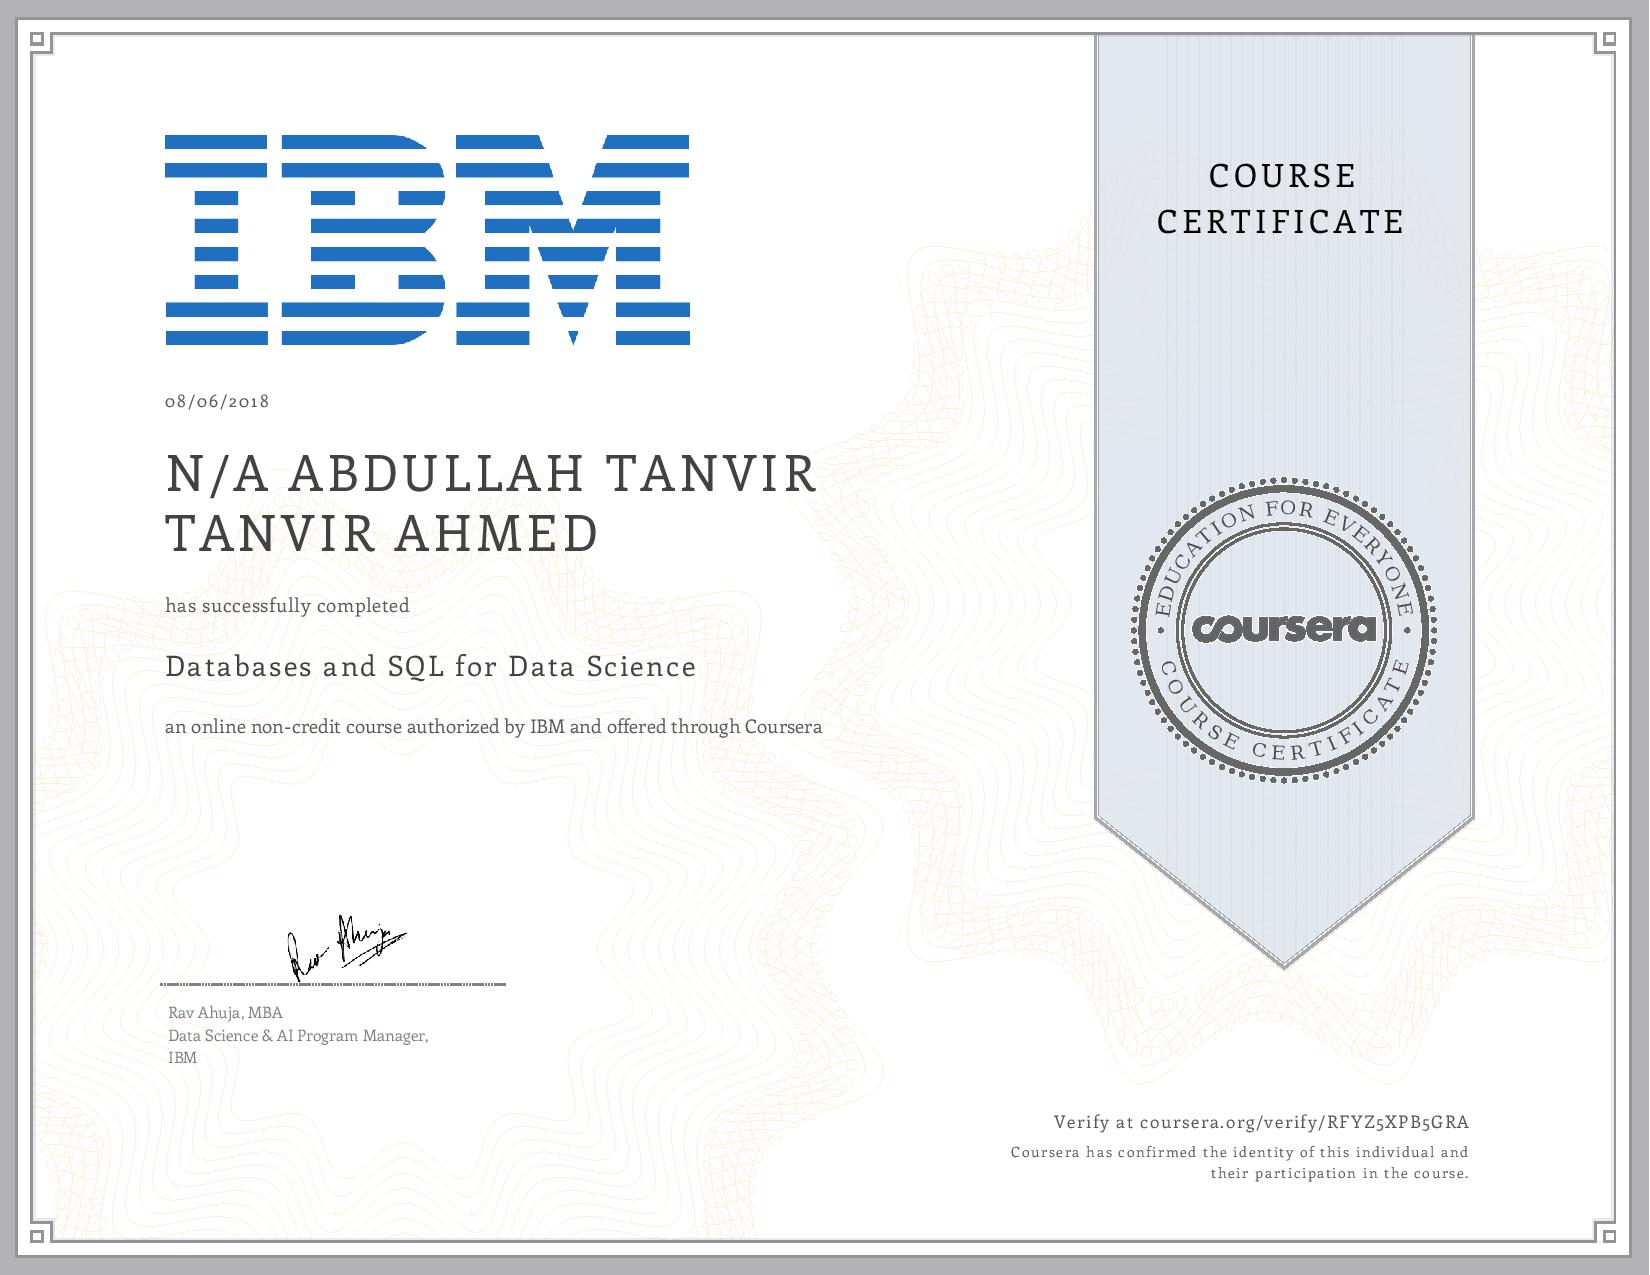 IBM
COURSE
CERTIFICATE
08/06/2018
N/A ABDULLAH TANVIR
TANVIR AHMED
has successfully completed
Databases and SQL for Data Science
an online non-credit course authorized by IBM and offered through Coursera
EDUCATION FOR EVERYONE
coursera
COURSE CERTIFICATE
Rav Ahuja
Rav Ahuja, MBA
Data Science & AI Program Manager,
IBM
Verify at coursera.org/verify/RFYZ5XPB5GRA
Coursera has confirmed the identity of this individual and
their participation in the course.